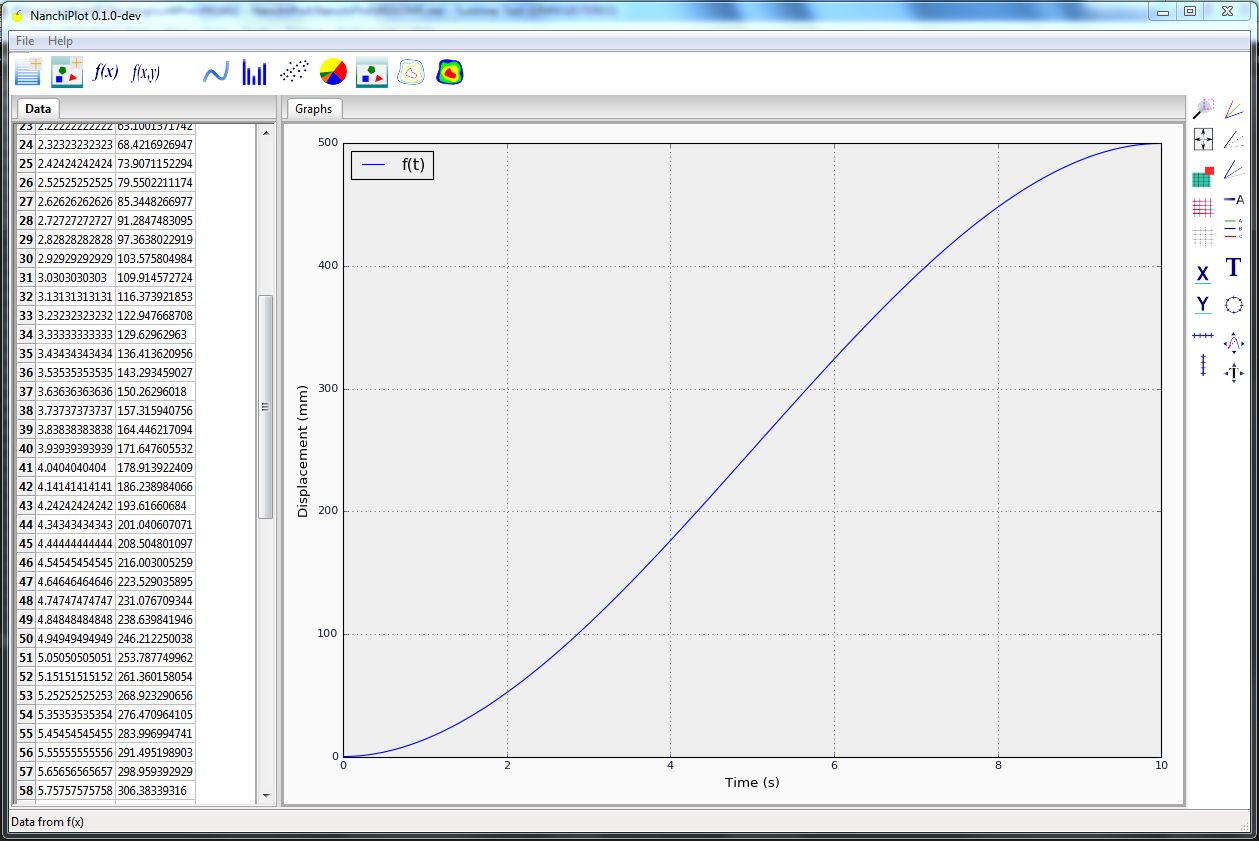 NanchiPlot 0.1.0-dev
File Help
f(x) f(x,y)
Data
Graphs
23 2.22222222222 63.1001371742
24 2.32323232323 68.4216926947
25 2.42424242424 73.9071152294
26 2.52525252525 79.5502211174
27 2.62626262626 85.3448266977
28 2.72727272727 91.2847483095
29 2.82828282828 97.3638022919
30 2.92929292929 103.575804984
31 3.0303030303 109.914572724
32 3.13131313131 116.373921853
33 3.23232323232 122.947668708
34 3.33333333333 129.62962963
35 3.43434343434 136.413620956
36 3.53535353535 143.293459027
37 3.63636363636 150.26296018
38 3.73737373737 157.315940756
39 3.83838383838 164.446217094
40 3.93939393939 171.647605532
41 4.0404040404 178.913922409
42 4.14141414141 186.238984066
43 4.24242424242 193.61660684
44 4.34343434343 201.040607071
45 4.44444444444 208.504801097
46 4.54545454545 216.003005259
47 4.64646464646 223.529035895
48 4.74747474747 231.076709344
49 4.84848484848 238.639841946
50 4.94949494949 246.212250038
51 5.05050505051 253.787749962
52 5.15151515152 261.360158054
53 5.25252525253 268.923290656
54 5.35353535354 276.470964105
55 5.45454545455 283.996994741
56 5.55555555556 291.495198903
57 5.65656565657 298.959392929
58 5.75757575758 306.38339316
f(t)
500
400
300
200
100
0
Displacement (mm)
0 2 4 6 8 10
Time (s)
A
A
B
C
X T
Y
T
Data from f(x)